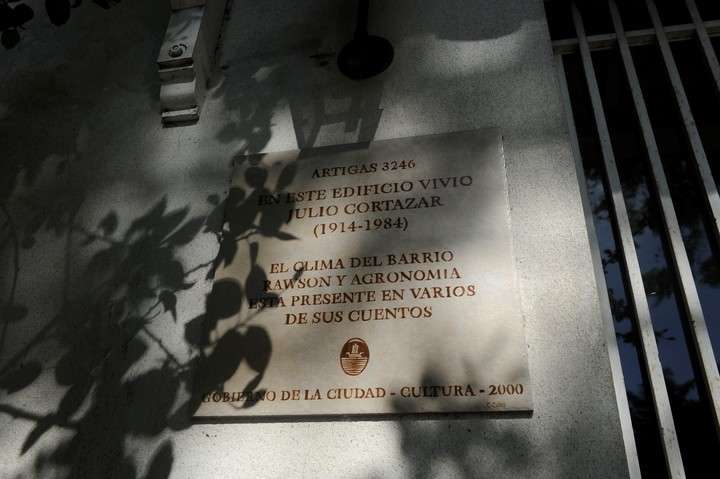 ARTIGAS 3246
EN ESTE EDIFICIO VIVIO
JULIO CORTAZAR
(1914-1984)
EL CLIMA DEL BARRIO
RAWSON Y AGRONOMIA
ESTA PRESENTE EN VARIOS
DE SUS CUENTOS
GOBIERNO DE LA CIUDAD - CULTURA - 2000